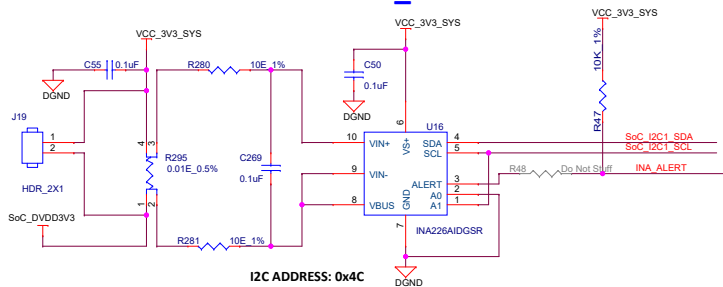 VCC_3V3_SYS
VCC_3V3_SYS
VCC_3V3_SYS
C55
0.1uF
DGND
R280
10E_1%
C50
0.1uF
DGND
10K_1%
R47
J19
1
2
HDR_2X1
4
3
R295
0.01E_0.5%
1
2
C269
0.1uF
6
U16
10
VIN+
VS+
SDA
4
SoC_I2C1_SDA
SCL
5
SoC_I2C1_SCL
9
VIN-
ALERT
3
R48
Do Not Stuff
INA_ALERT
A0
2
8
VBUS
GND
A1
1
7
INA226AIDGSR
SoC_DVDD3V3
R281
10E_1%
DGND
I2C ADDRESS: 0x4C